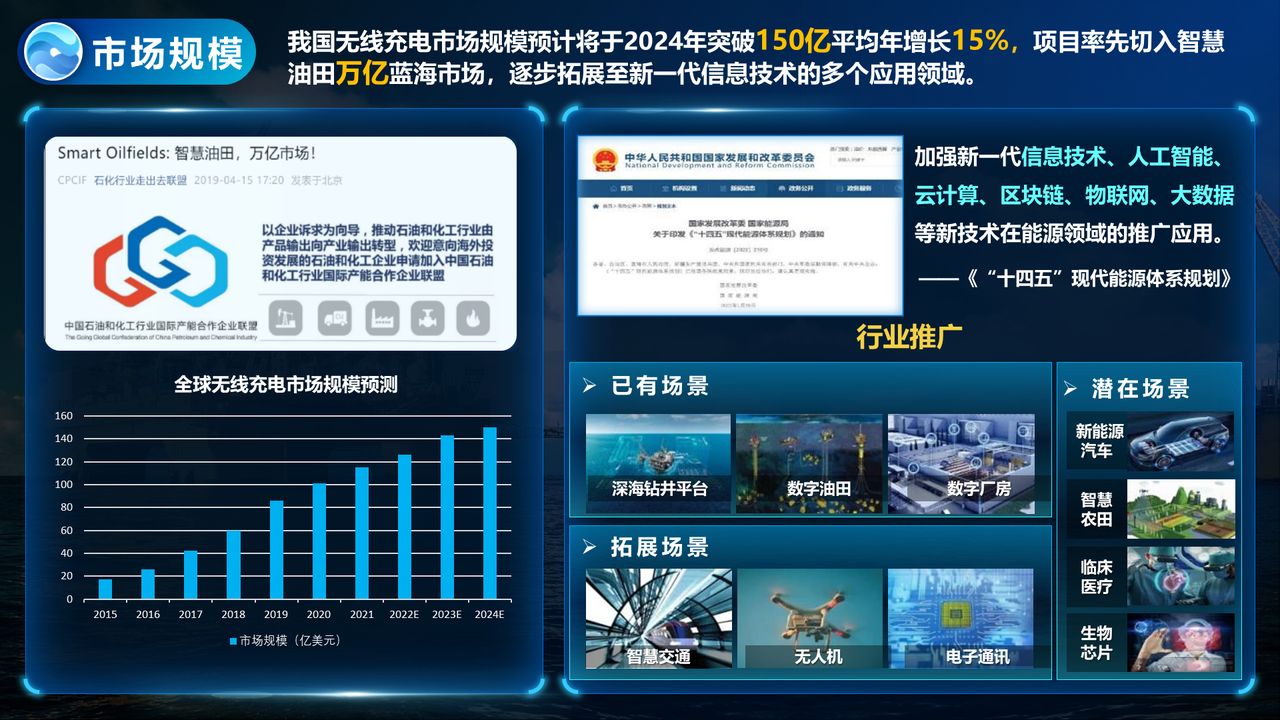 市场规模
我国无线充电市场规模预计将于2024年突破150亿平均年增长15%，项目率先切入智慧
油田万亿蓝海市场，逐步拓展至新一代信息技术的多个应用领域。
Smart Oilfields: 智慧油田，万亿市场！
CPCIF 石化行业走出去联盟 2019-04-15 17:20 发表于北京
以企业诉求为向导，推动石油和化工行业由
产品输出向产业输出转型，欢迎意向海外投
资发展的石油和化工企业申请加入中国石油
和化工行业国际产能合作企业联盟
中国石油和化工行业国际产能合作企业联盟
The Going Global Confederation of China Petroleum and Chemical Industry
全球无线充电市场规模预测
160
140
120
100
80
60
40
20
0
2015 2016 2017 2018 2019 2020 2021 2022E 2023E 2024E
市场规模（亿美元）
中华人民共和国国家发展和改革委员会
National Development and Reform Commission
首页 机构设置 新闻动态 政务公开 政务服务
国家发展改革委 国家能源局
关于印发《“十四五”现代能源体系规划》的通知
加强新一代信息技术、人工智能、
云计算、区块链、物联网、大数据
等新技术在能源领域的推广应用。
——《“十四五”现代能源体系规划》
行业推广
已有场景
深海钻井平台
数字油田
数字厂房
拓展场景
智慧交通
无人机
电子通讯
潜在场景
新能源
汽车
智慧
农田
临床
医疗
生物
芯片